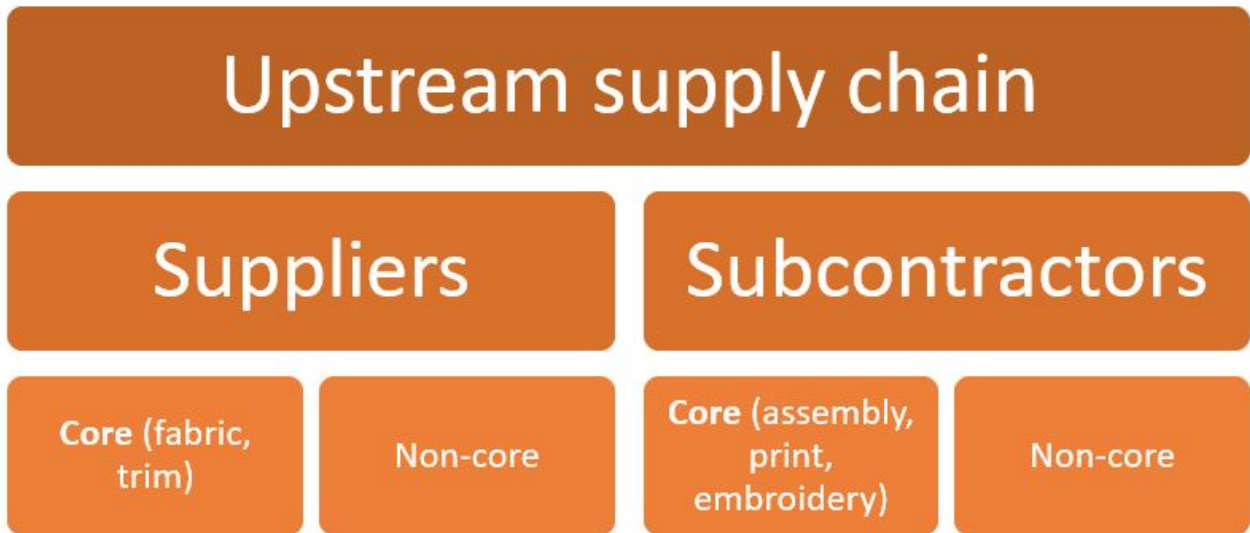 Upstream supply chain
Suppliers
Subcontractors
Core (fabric,
trim)
Non-core
Core (assembly,
print,
embroidery)
Non-core